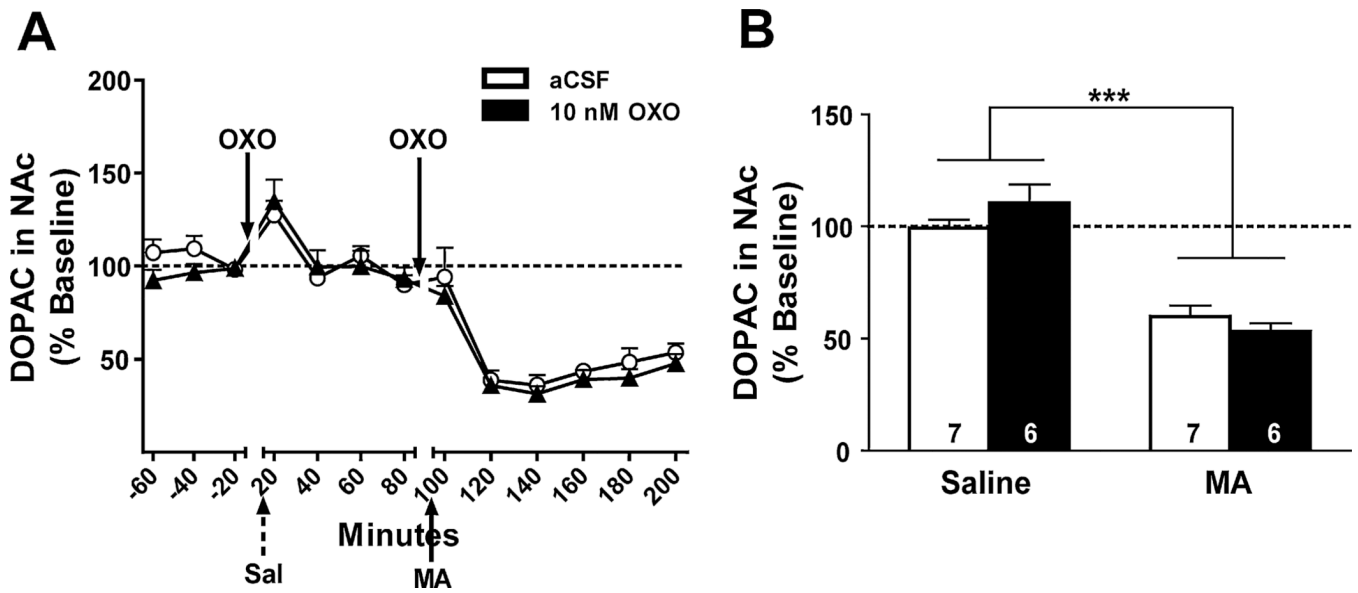 A
DOPAC in NAc
(% Baseline)
200
150
100
50
aCSF
10 nM OXO
OXO
OXO
-60
-40
-20
20
40
60
80
100
120
140
160
180
200
Minutes
Sal
MA
B
DOPAC in NAc
(% Baseline)
150
100
50
0
***
7
6
7
6
Saline
MA